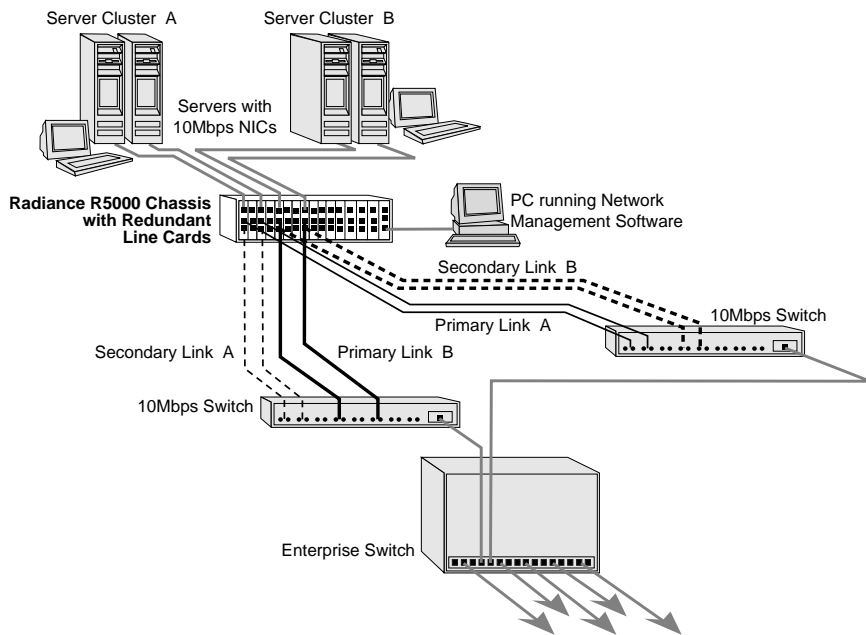 Server Cluster A
Server Cluster B
Servers with
10Mbps NICs
Radiance R5000 Chassis
with Redundant
Line Cards
PC running Network
Management Software
Secondary Link B
10Mbps Switch
Primary Link A
Secondary Link A
Primary Link B
10Mbps Switch
Enterprise Switch